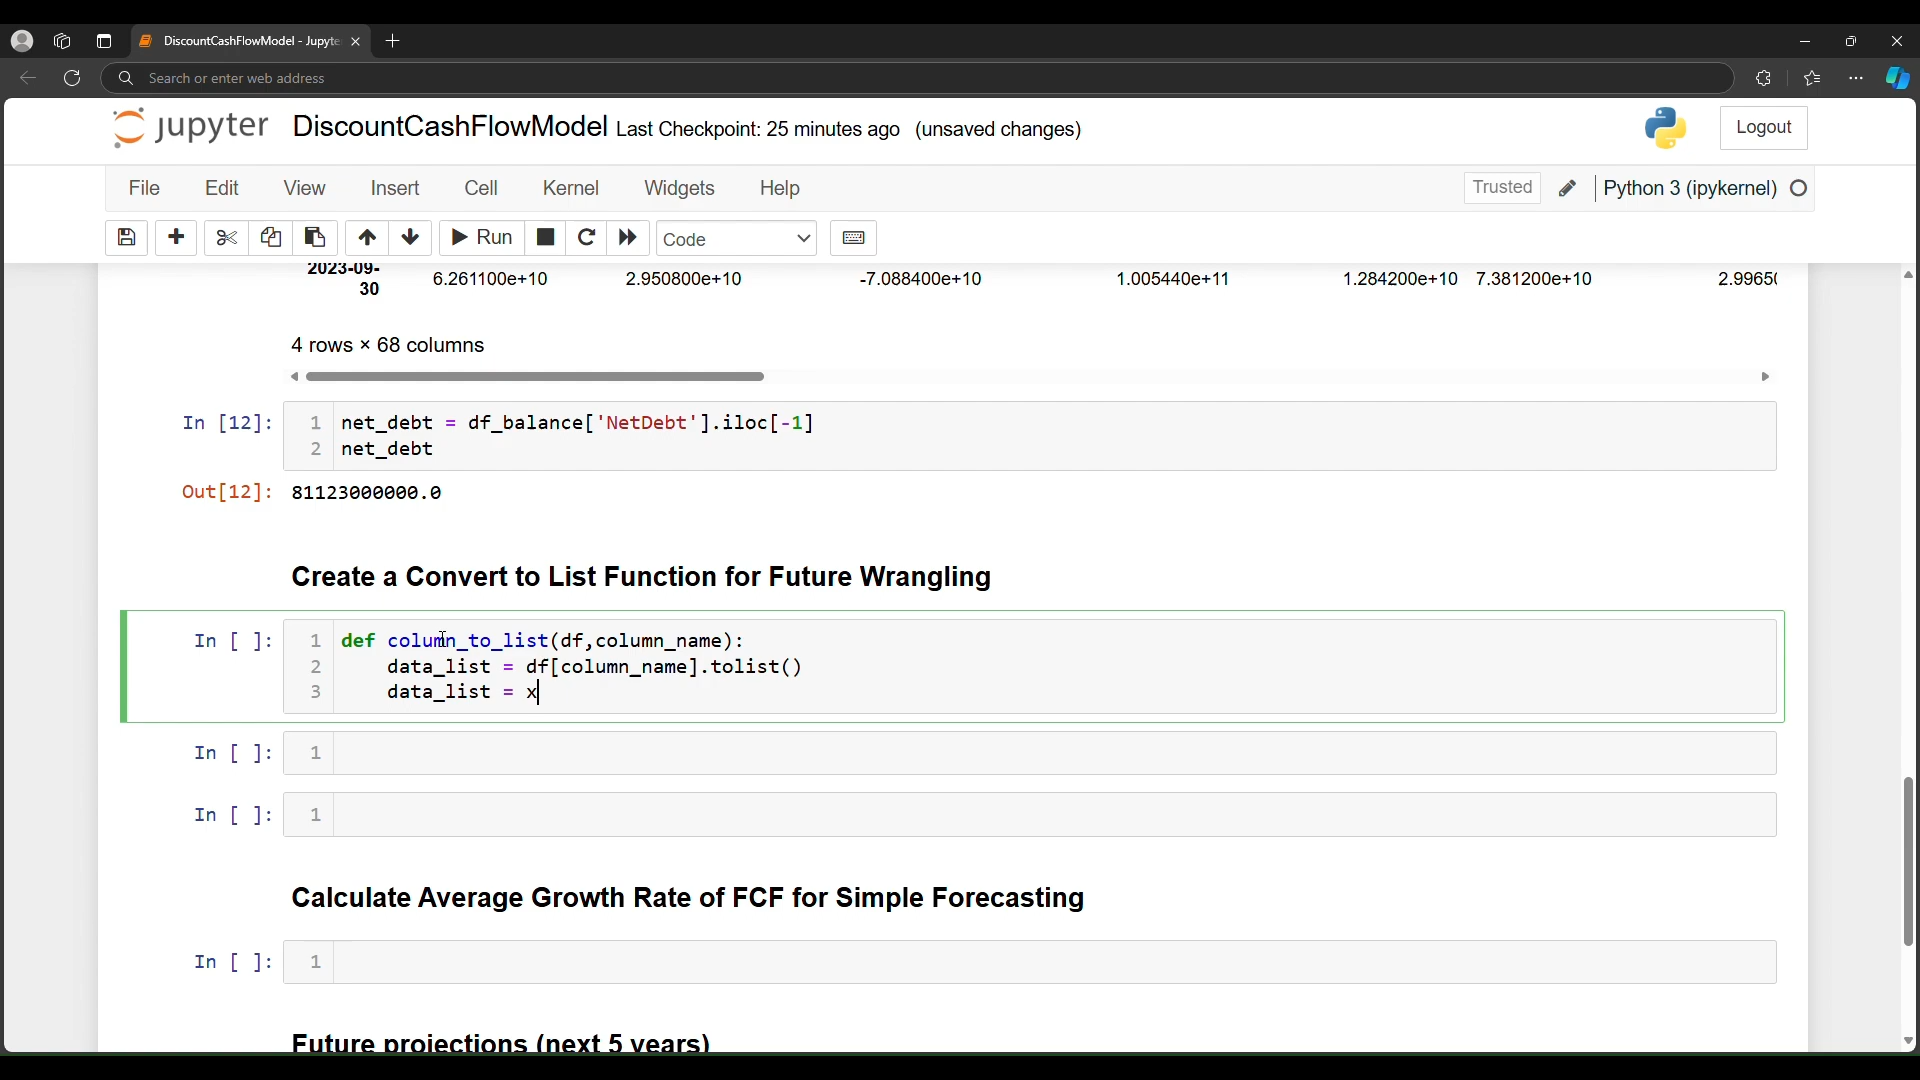 DiscountCashFlowModel - Jupyte
Search or enter web address
jupyter DiscountCashFlowModel Last Checkpoint: 25 minutes ago (unsaved changes)
Logout
File Edit View Insert Cell Kernel Widgets Help
Trusted Python 3 (ipykernel)
Run Code
2023-09-
30 6.261100e+10 2.950800e+10 -7.088400e+10 1.005440e+11 1.284200e+10 7.381200e+10 2.9965(
4 rows × 68 columns
In [12]: 1 net_debt = df_balance['NetDebt'].iloc[-1]
2 net_debt
Out[12]: 81123000000.0
Create a Convert to List Function for Future Wrangling
In [ ]: 1 def column_to_list(df,column_name):
2 data_list = df[column_name].tolist()
3 data_list = x
In [ ]: 1
In [ ]: 1
Calculate Average Growth Rate of FCF for Simple Forecasting
In [ ]: 1
Future projections (next 5 years)